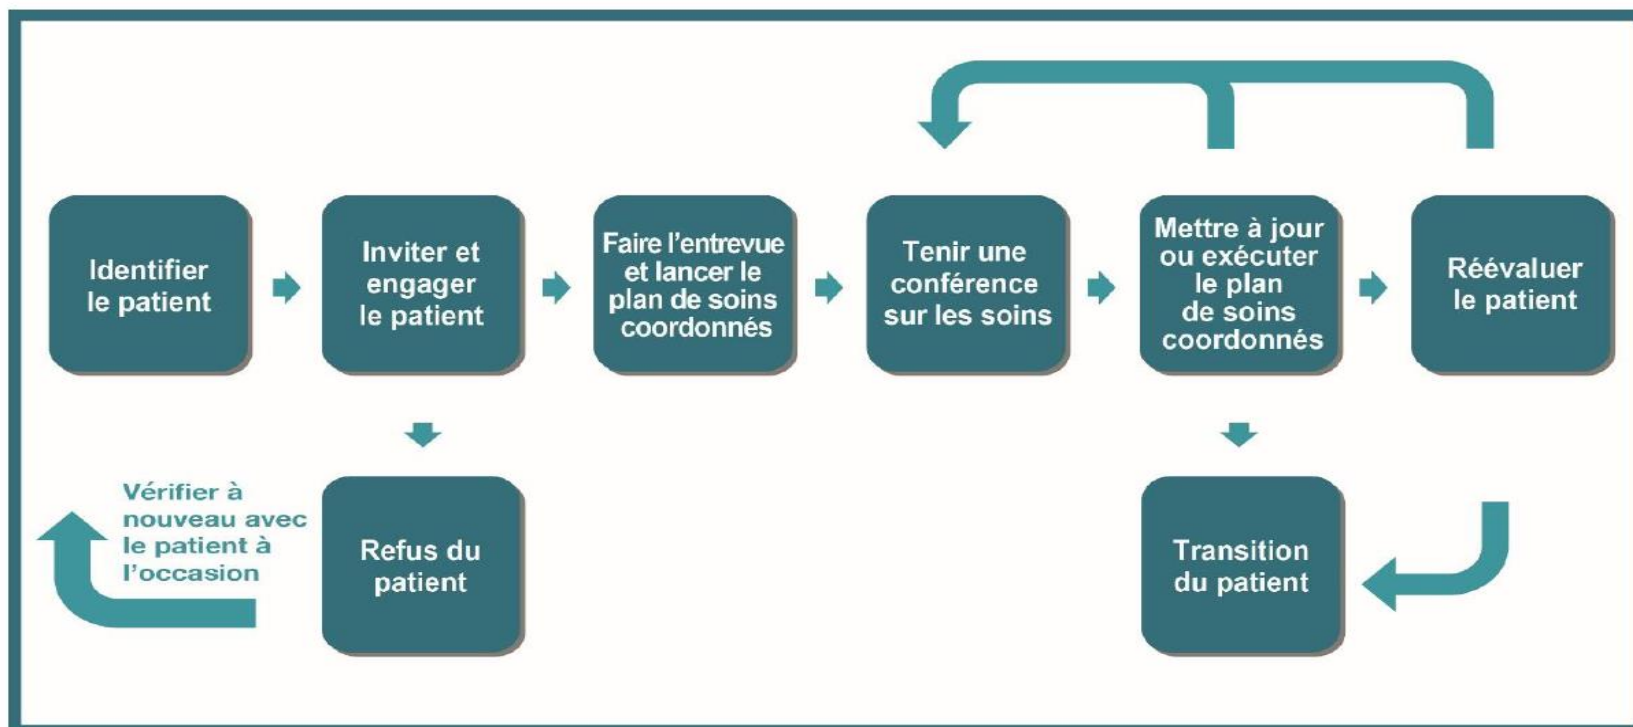 Identifier
le patient
Inviter et
engager
le patient
Faire l'entrevue
et lancer le
plan de soins
coordonnés
Tenir une
conférence
sur les soins
Mettre à jour
ou exécuter
le plan
de soins
coordonnés
Réévaluer
le patient
Vérifier à
nouveau avec
le patient à
l'occasion
Refus du
patient
Transition
du patient